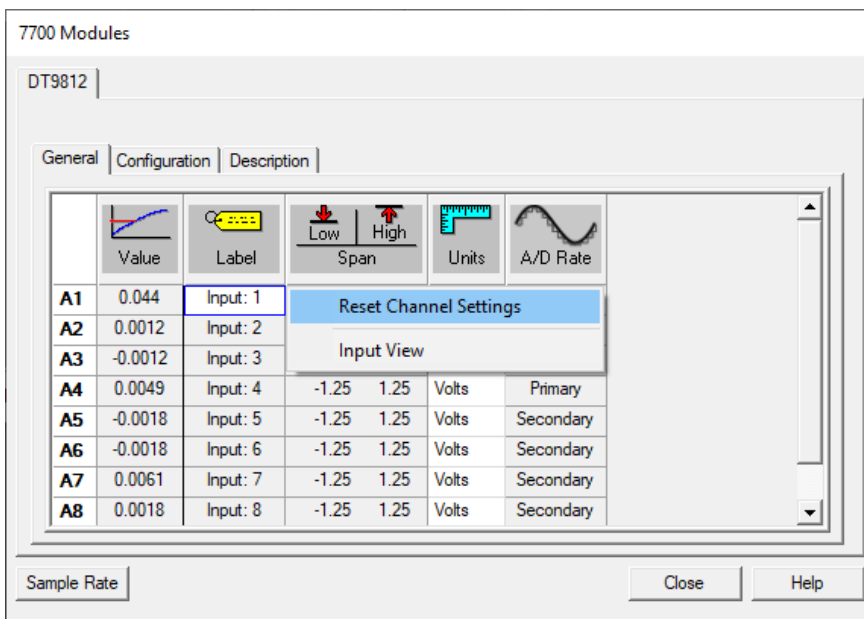 7700 Modules
DT9812
General Configuration Description
Low High
Value Label Span Units A/D Rate
A1 0.044 Input: 1
Reset Channel Settings
A2 0.0012 Input: 2
A3 -0.0012 Input: 3
Input View
A4 0.0049 Input: 4 -1.25 1.25 Volts Primary
A5 -0.0018 Input: 5 -1.25 1.25 Volts Secondary
A6 -0.0018 Input: 6 -1.25 1.25 Volts Secondary
A7 0.0061 Input: 7 -1.25 1.25 Volts Secondary
A8 0.0018 Input: 8 -1.25 1.25 Volts Secondary
Sample Rate Close Help